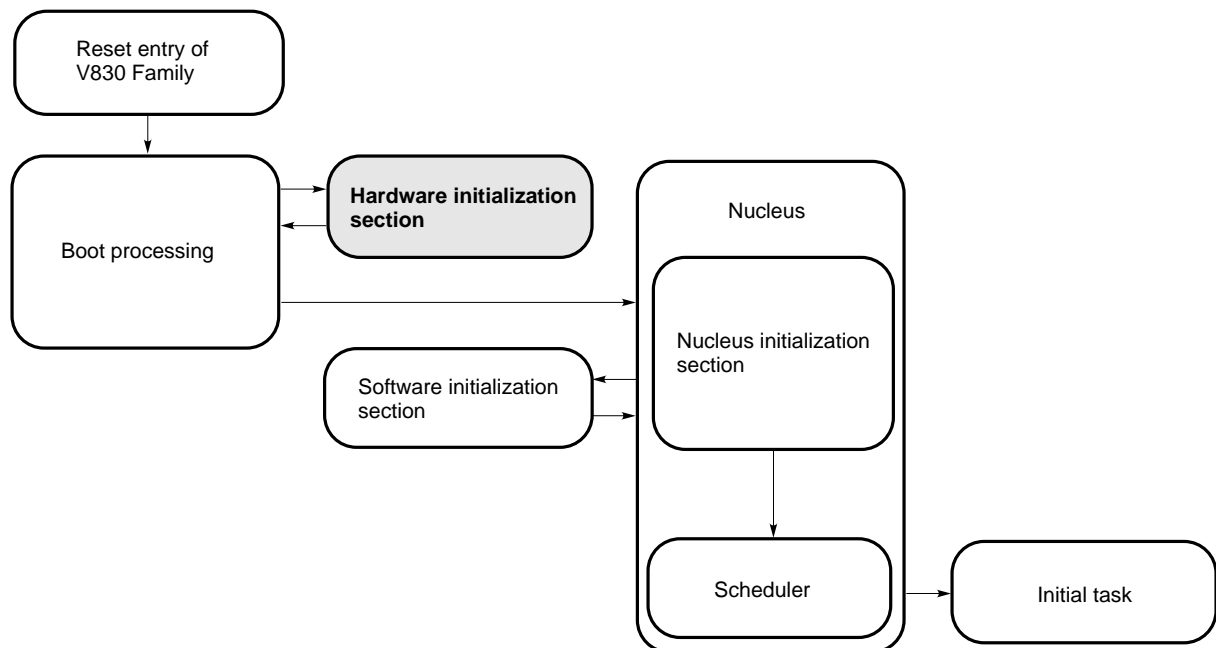 Reset entry of
V830 Family
Hardware initialization
section
Nucleus
Boot processing
Nucleus initialization
section
Software initialization
section
Scheduler
Initial task